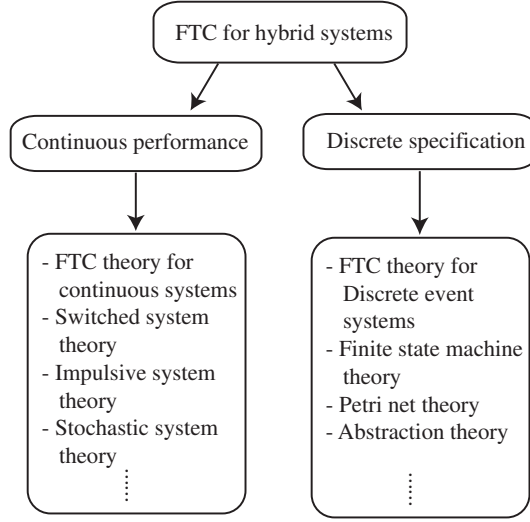 FTC for hybrid systems
Continuous performance
Discrete specification
- FTC theory for
continuous systems
- Switched system
theory
- Impulsive system
theory
- Stochastic system
theory
- FTC theory for
Discrete event
systems
- Finite state machine
theory
- Petri net theory
- Abstraction theory